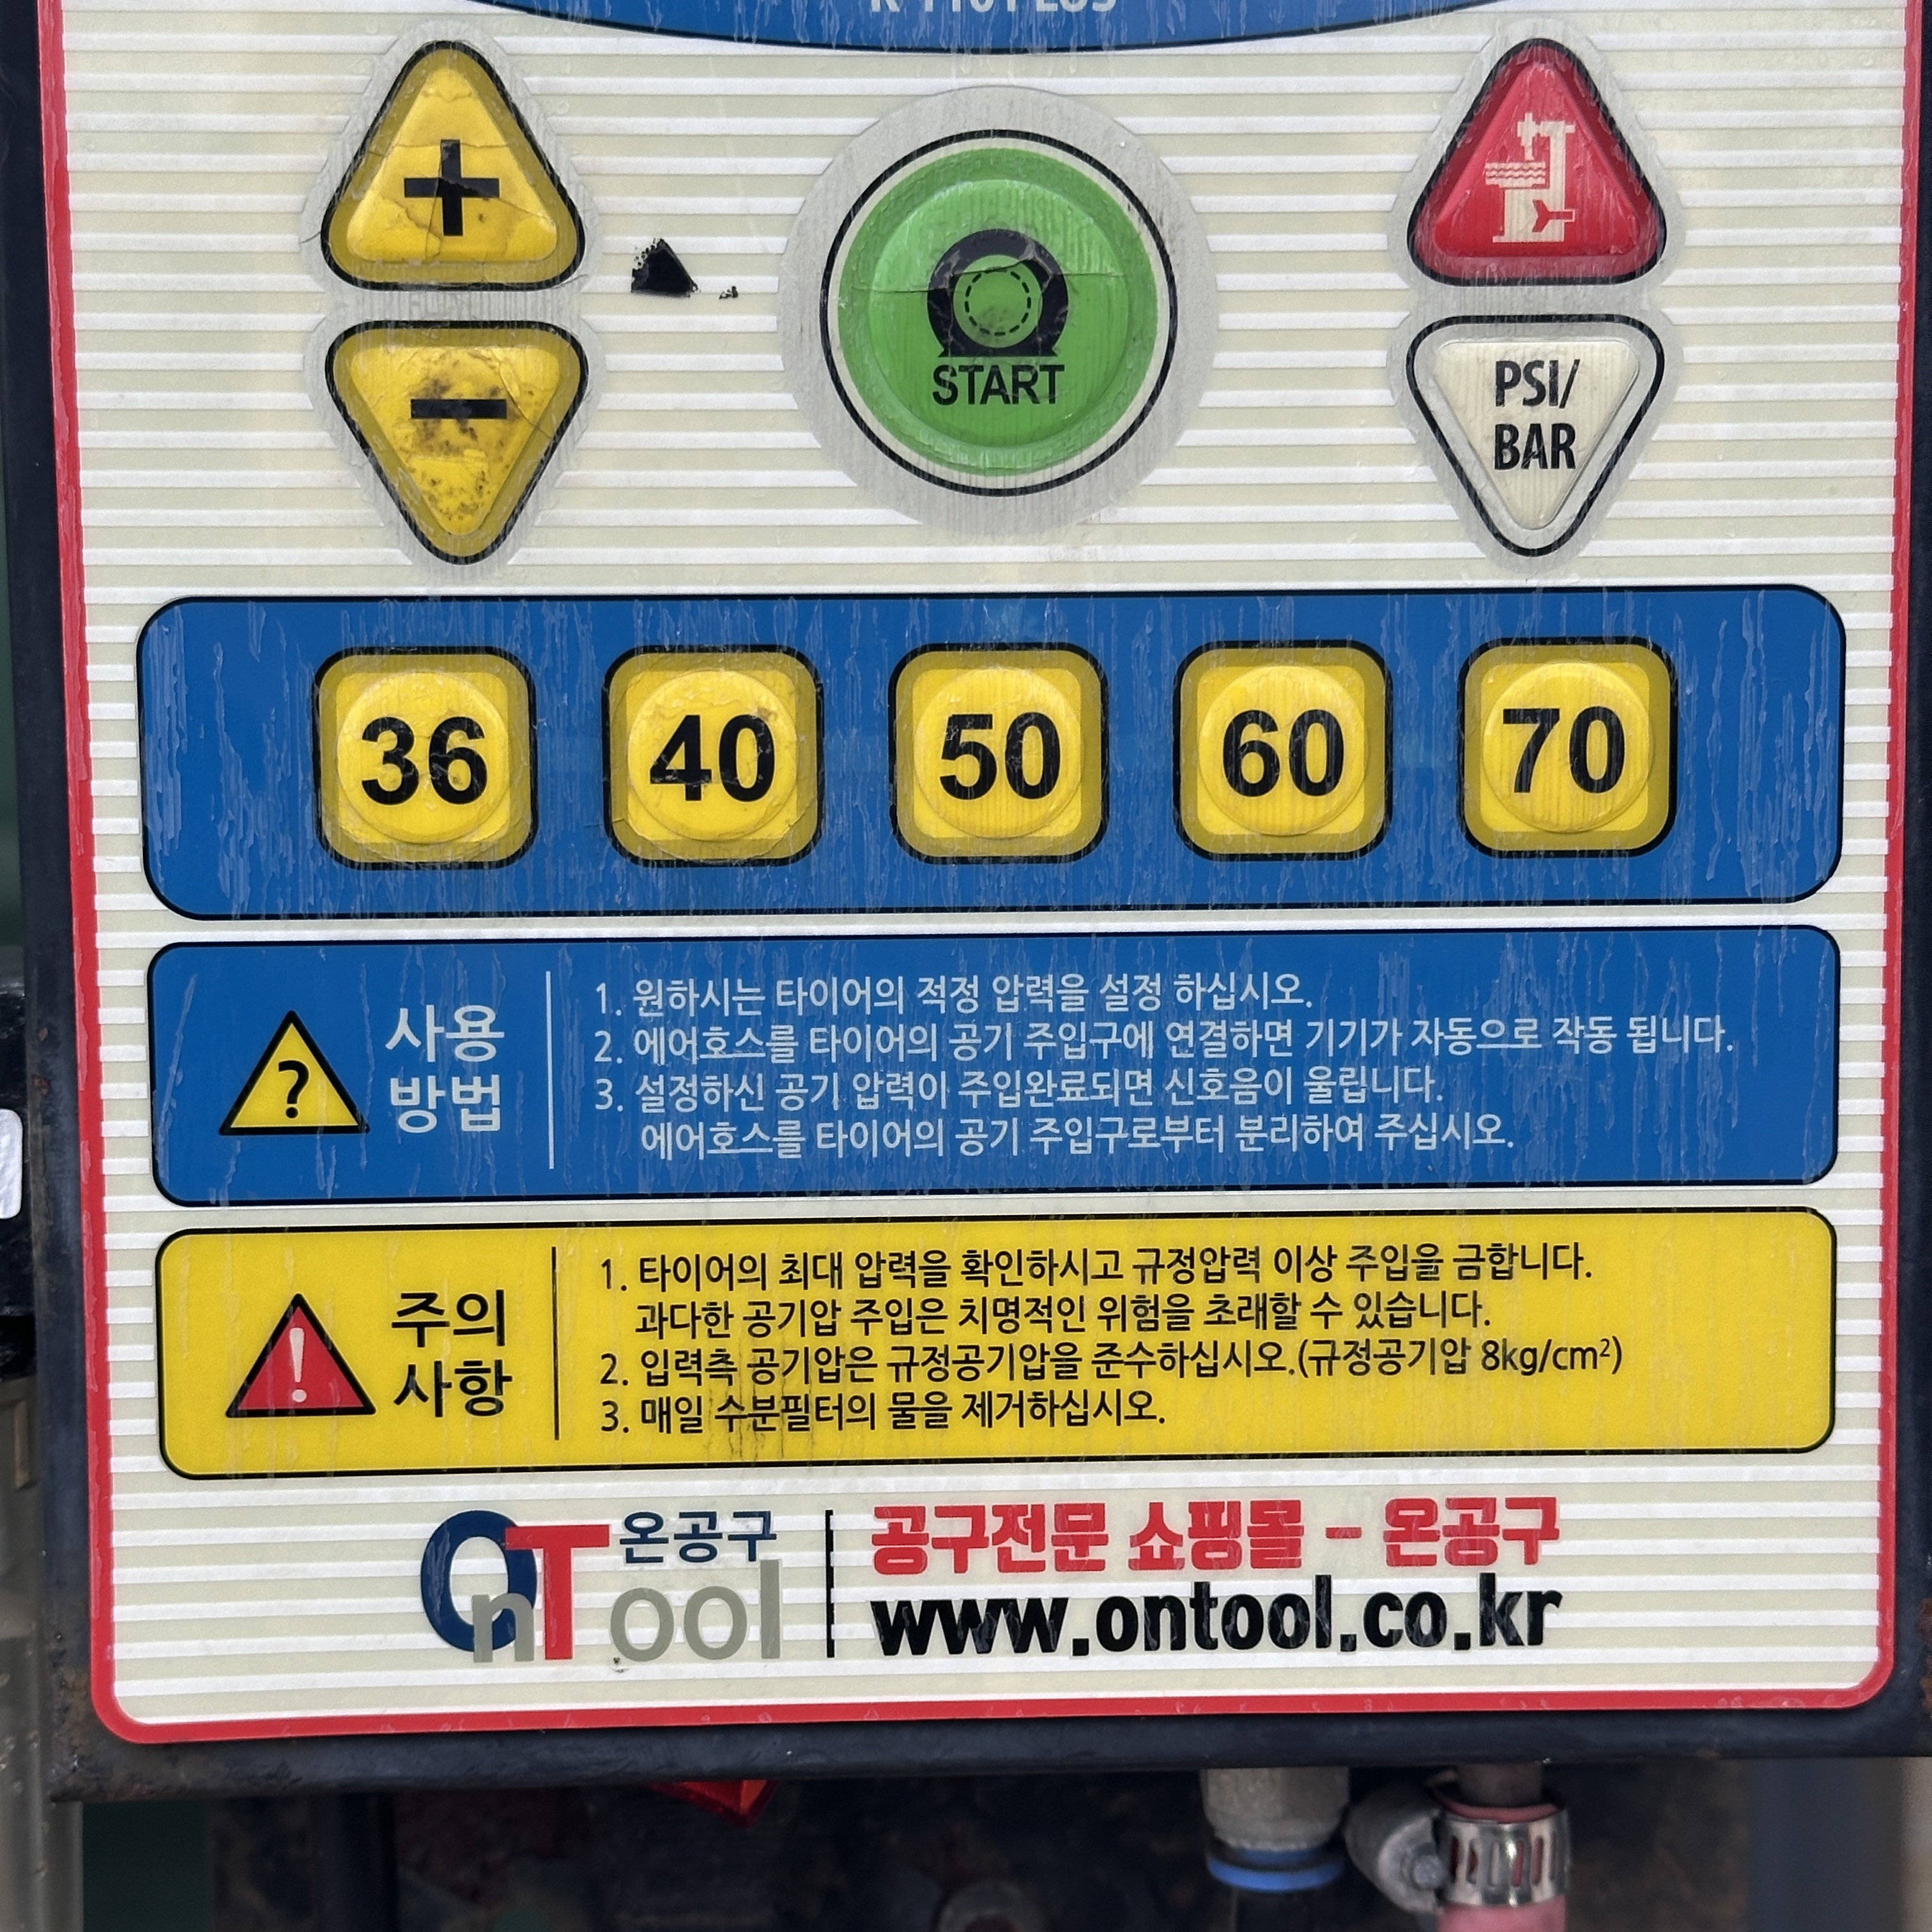 +
START
-
PSI/
BAR
36 40 50 60 70
?
사용
방법
1. 원하시는 타이어의 적정 압력을 설정 하십시오.
2. 에어호스를 타이어의 공기 주입구에 연결하면 기기가 자동으로 작동 됩니다.
3. 설정하신 공기 압력이 주입완료되면 신호음이 울립니다.
에어호스를 타이어의 공기 주입구로부터 분리하여 주십시오.
!
주의
사항
1. 타이어의 최대 압력을 확인하시고 규정압력 이상 주입을 금합니다.
과다한 공기압 주입은 치명적인 위험을 초래할 수 있습니다.
2. 입력측 공기압은 규정공기압을 준수하십시오.(규정공기압 8kg/cm²)
3. 매일 수분필터의 물을 제거하십시오.
OnTool 온공구
공구전문 쇼핑몰 - 온공구
www.ontool.co.kr